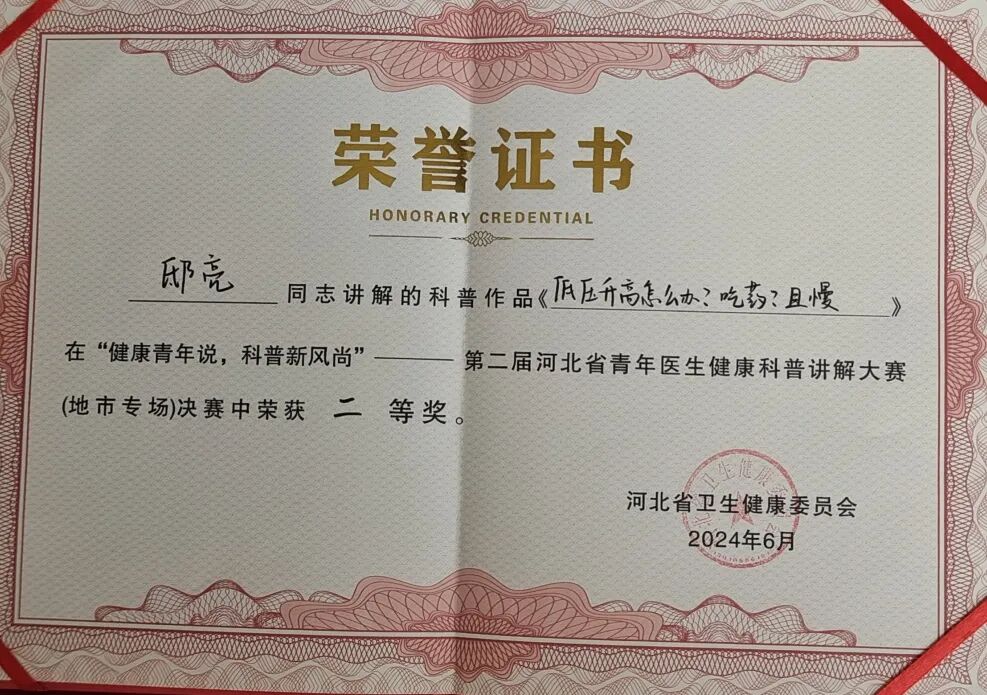 荣誉证书
HONORARY CREDENTIAL
邸亮同志讲解的科普作品《低压升高怎么办？吃药？且慢》
在“健康青年说，科普新风尚”———第二届河北省青年医生健康科普讲解大赛
(地市专场)决赛中荣获 二 等奖。
河北省卫生健康委员会
2024年6月